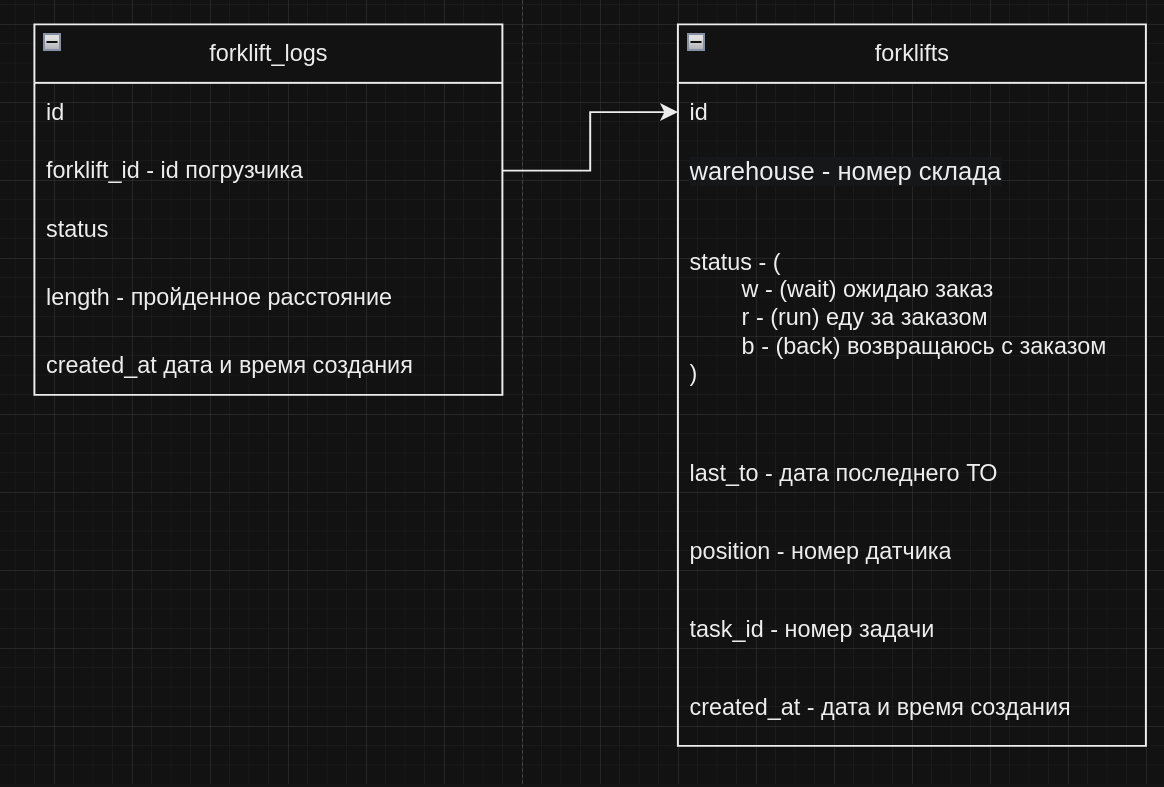 forklift_logs
id
forklift_id - id погрузчика
status
length - пройденное расстояние
created_at дата и время создания
forklifts
id
warehouse - номер склада
status - (
w - (wait) ожидаю заказ
r - (run) еду за заказом
b - (back) возвращаюсь с заказом
)
last_to - дата последнего ТО
position - номер датчика
task_id - номер задачи
created_at - дата и время создания